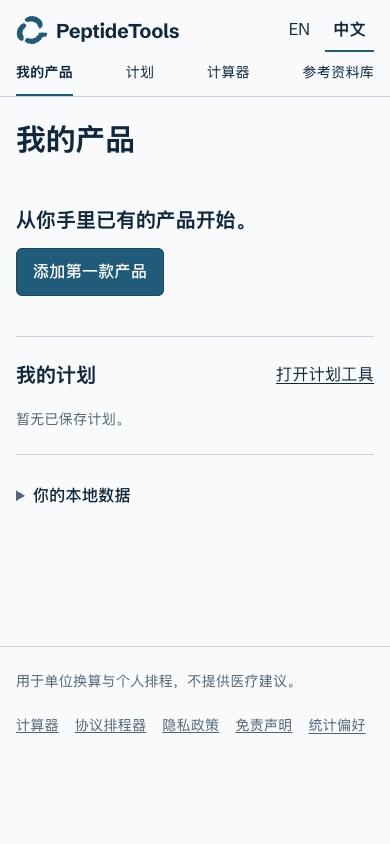 PeptideTools
EN 中文
我的产品 计划 计算器 参考资料库
我的产品
从你手里已有的产品开始。
添加第一款产品
我的计划 打开计划工具
暂无已保存计划。
你的本地数据
用于单位换算与个人排程，不提供医疗建议。
计算器 协议排程器 隐私政策 免责声明 统计偏好